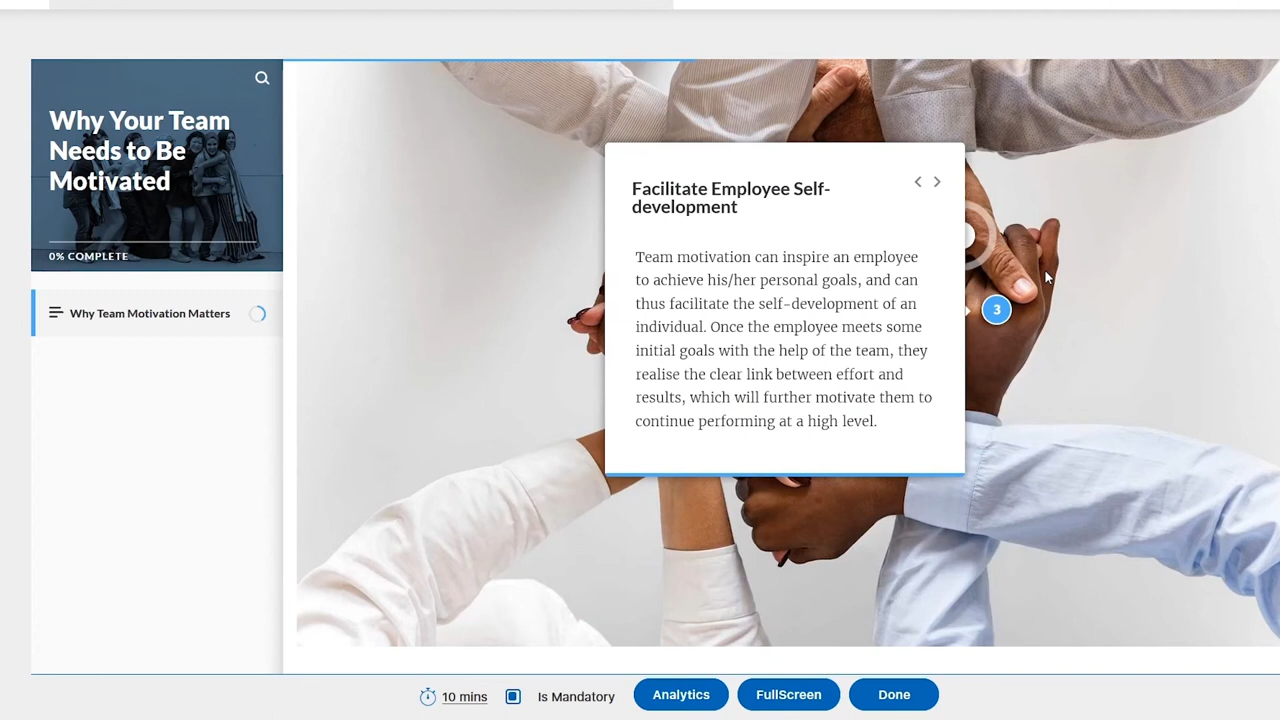 Why Your Team
Needs to Be
Motivated
0% COMPLETE
Why Team Motivation Matters
Facilitate Employee Self-
development
Team motivation can inspire an employee
to achieve his/her personal goals, and can
thus facilitate the self-development of an
individual. Once the employee meets some
initial goals with the help of the team, they
realise the clear link between effort and
results, which will further motivate them to
continue performing at a high level.
3
10 mins
Is Mandatory
Analytics
FullScreen
Done